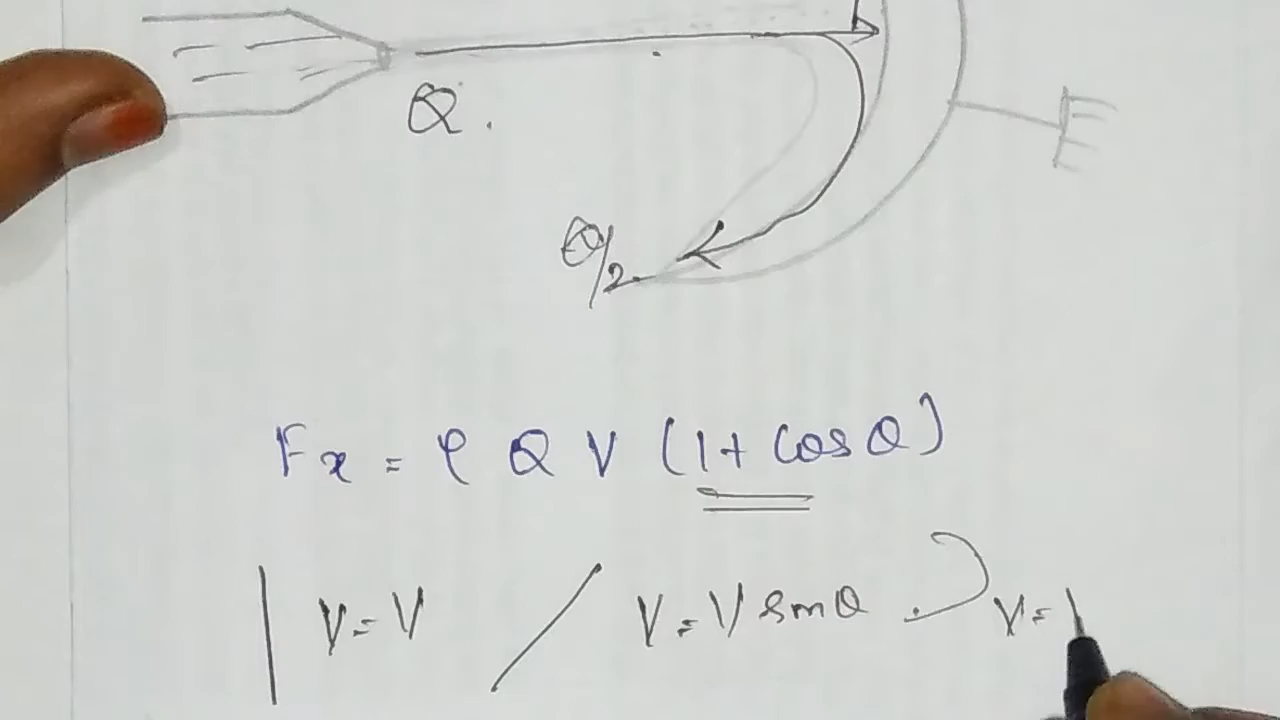 Q.
Q/2
Fx = ρ Q V (1 + cos θ)
V = V V = V sin θ V =